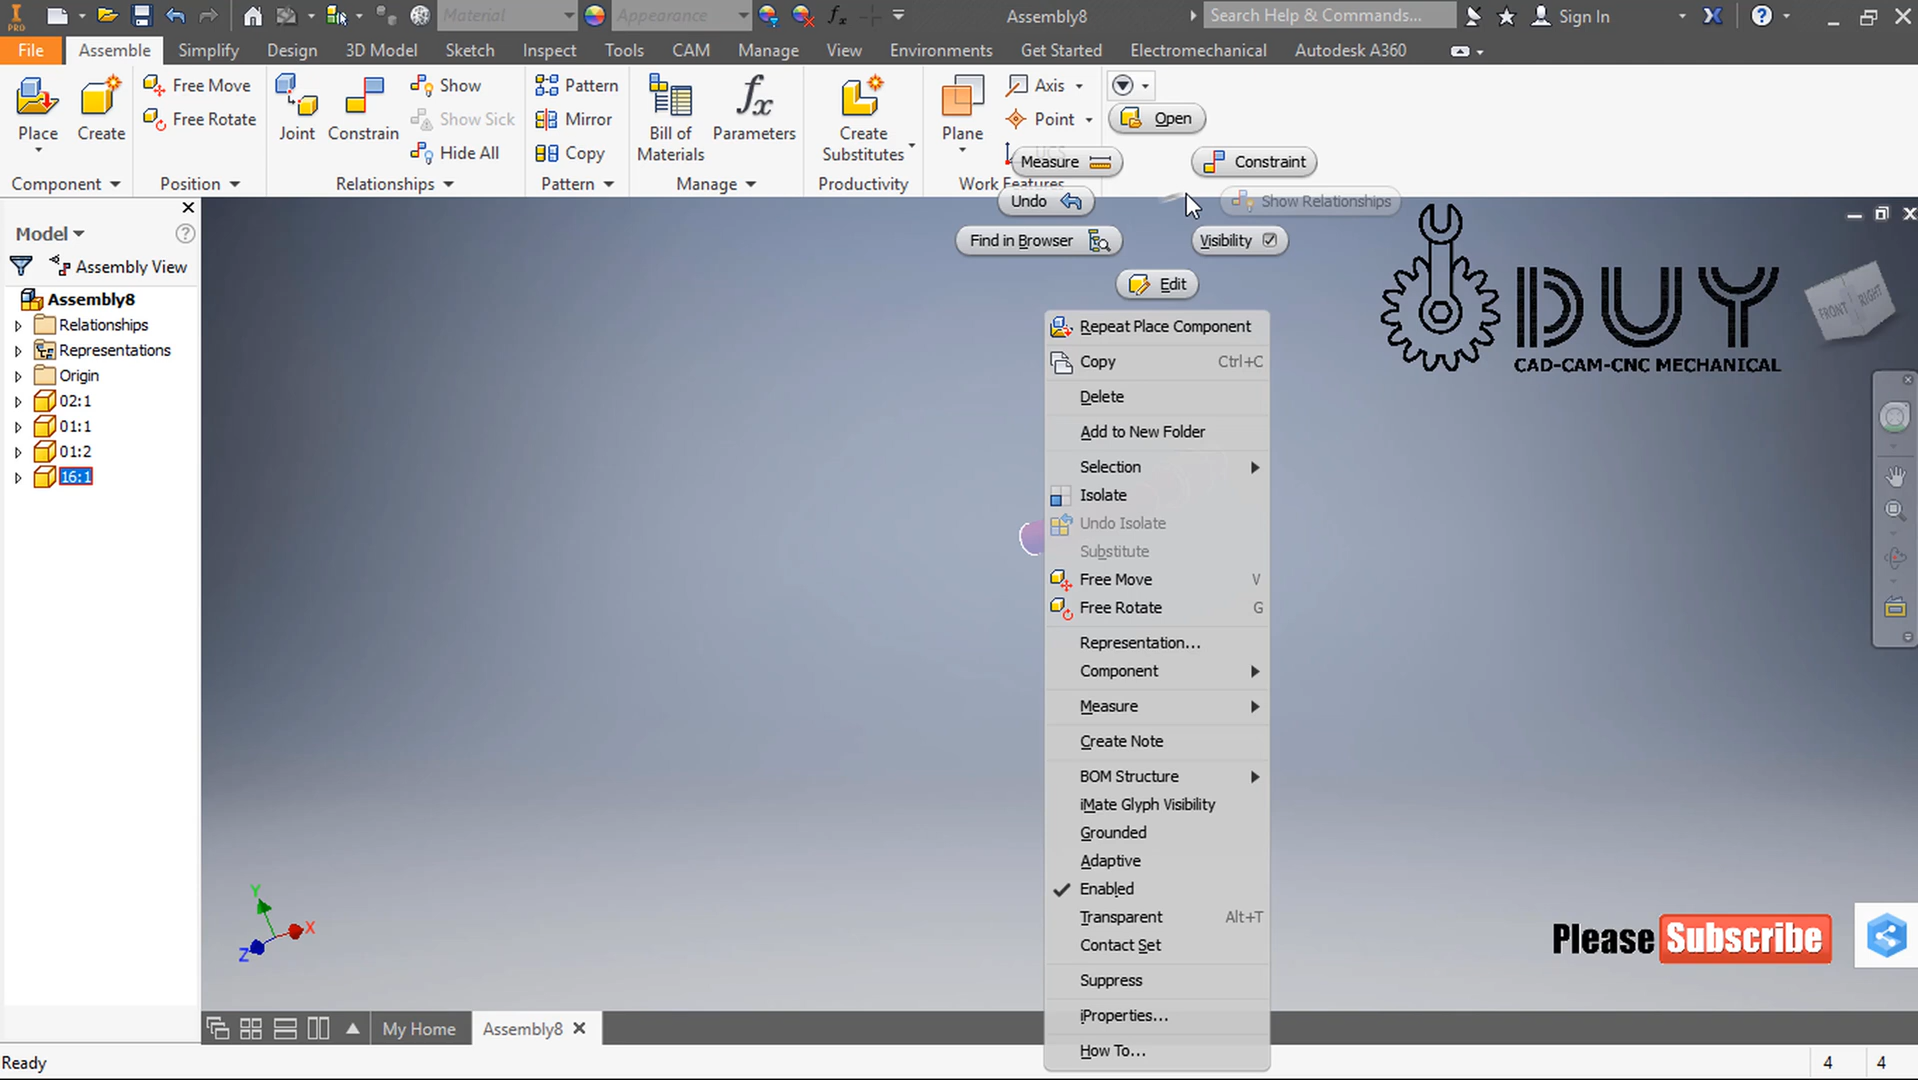 Material
Appearance
fx
Assembly8
Search Help & Commands...
Sign In
PRO
File
Assemble
Simplify
Design
3D Model
Sketch
Inspect
Tools
CAM
Manage
View
Environments
Get Started
Electromechanical
Autodesk A360
Place
Create
Free Move
Free Rotate
Joint
Constrain
Show
Show Sick
Hide All
Pattern
Mirror
Copy
Bill of
Materials
fx
Parameters
Create
Substitutes
Plane
Axis
Point
Component
Position
Relationships
Pattern
Manage
Productivity
Work Features
Open
Measure
Constraint
Undo
Show Relationships
Find in Browser
Visibility
Edit
Model
Assembly View
Assembly8
Relationships
Representations
Origin
02:1
01:1
01:2
16:1
Repeat Place Component
Copy Ctrl+C
Delete
Add to New Folder
Selection
Isolate
Undo Isolate
Substitute
Free Move V
Free Rotate G
Representation...
Component
Measure
Create Note
BOM Structure
iMate Glyph Visibility
Grounded
Adaptive
Enabled
Transparent Alt+T
Contact Set
Suppress
iProperties...
How To...
DUY
CAD-CAM-CNC MECHANICAL
FRONT
RIGHT
Y
X
Z
Please Subscribe
My Home
Assembly8
Ready
4
4